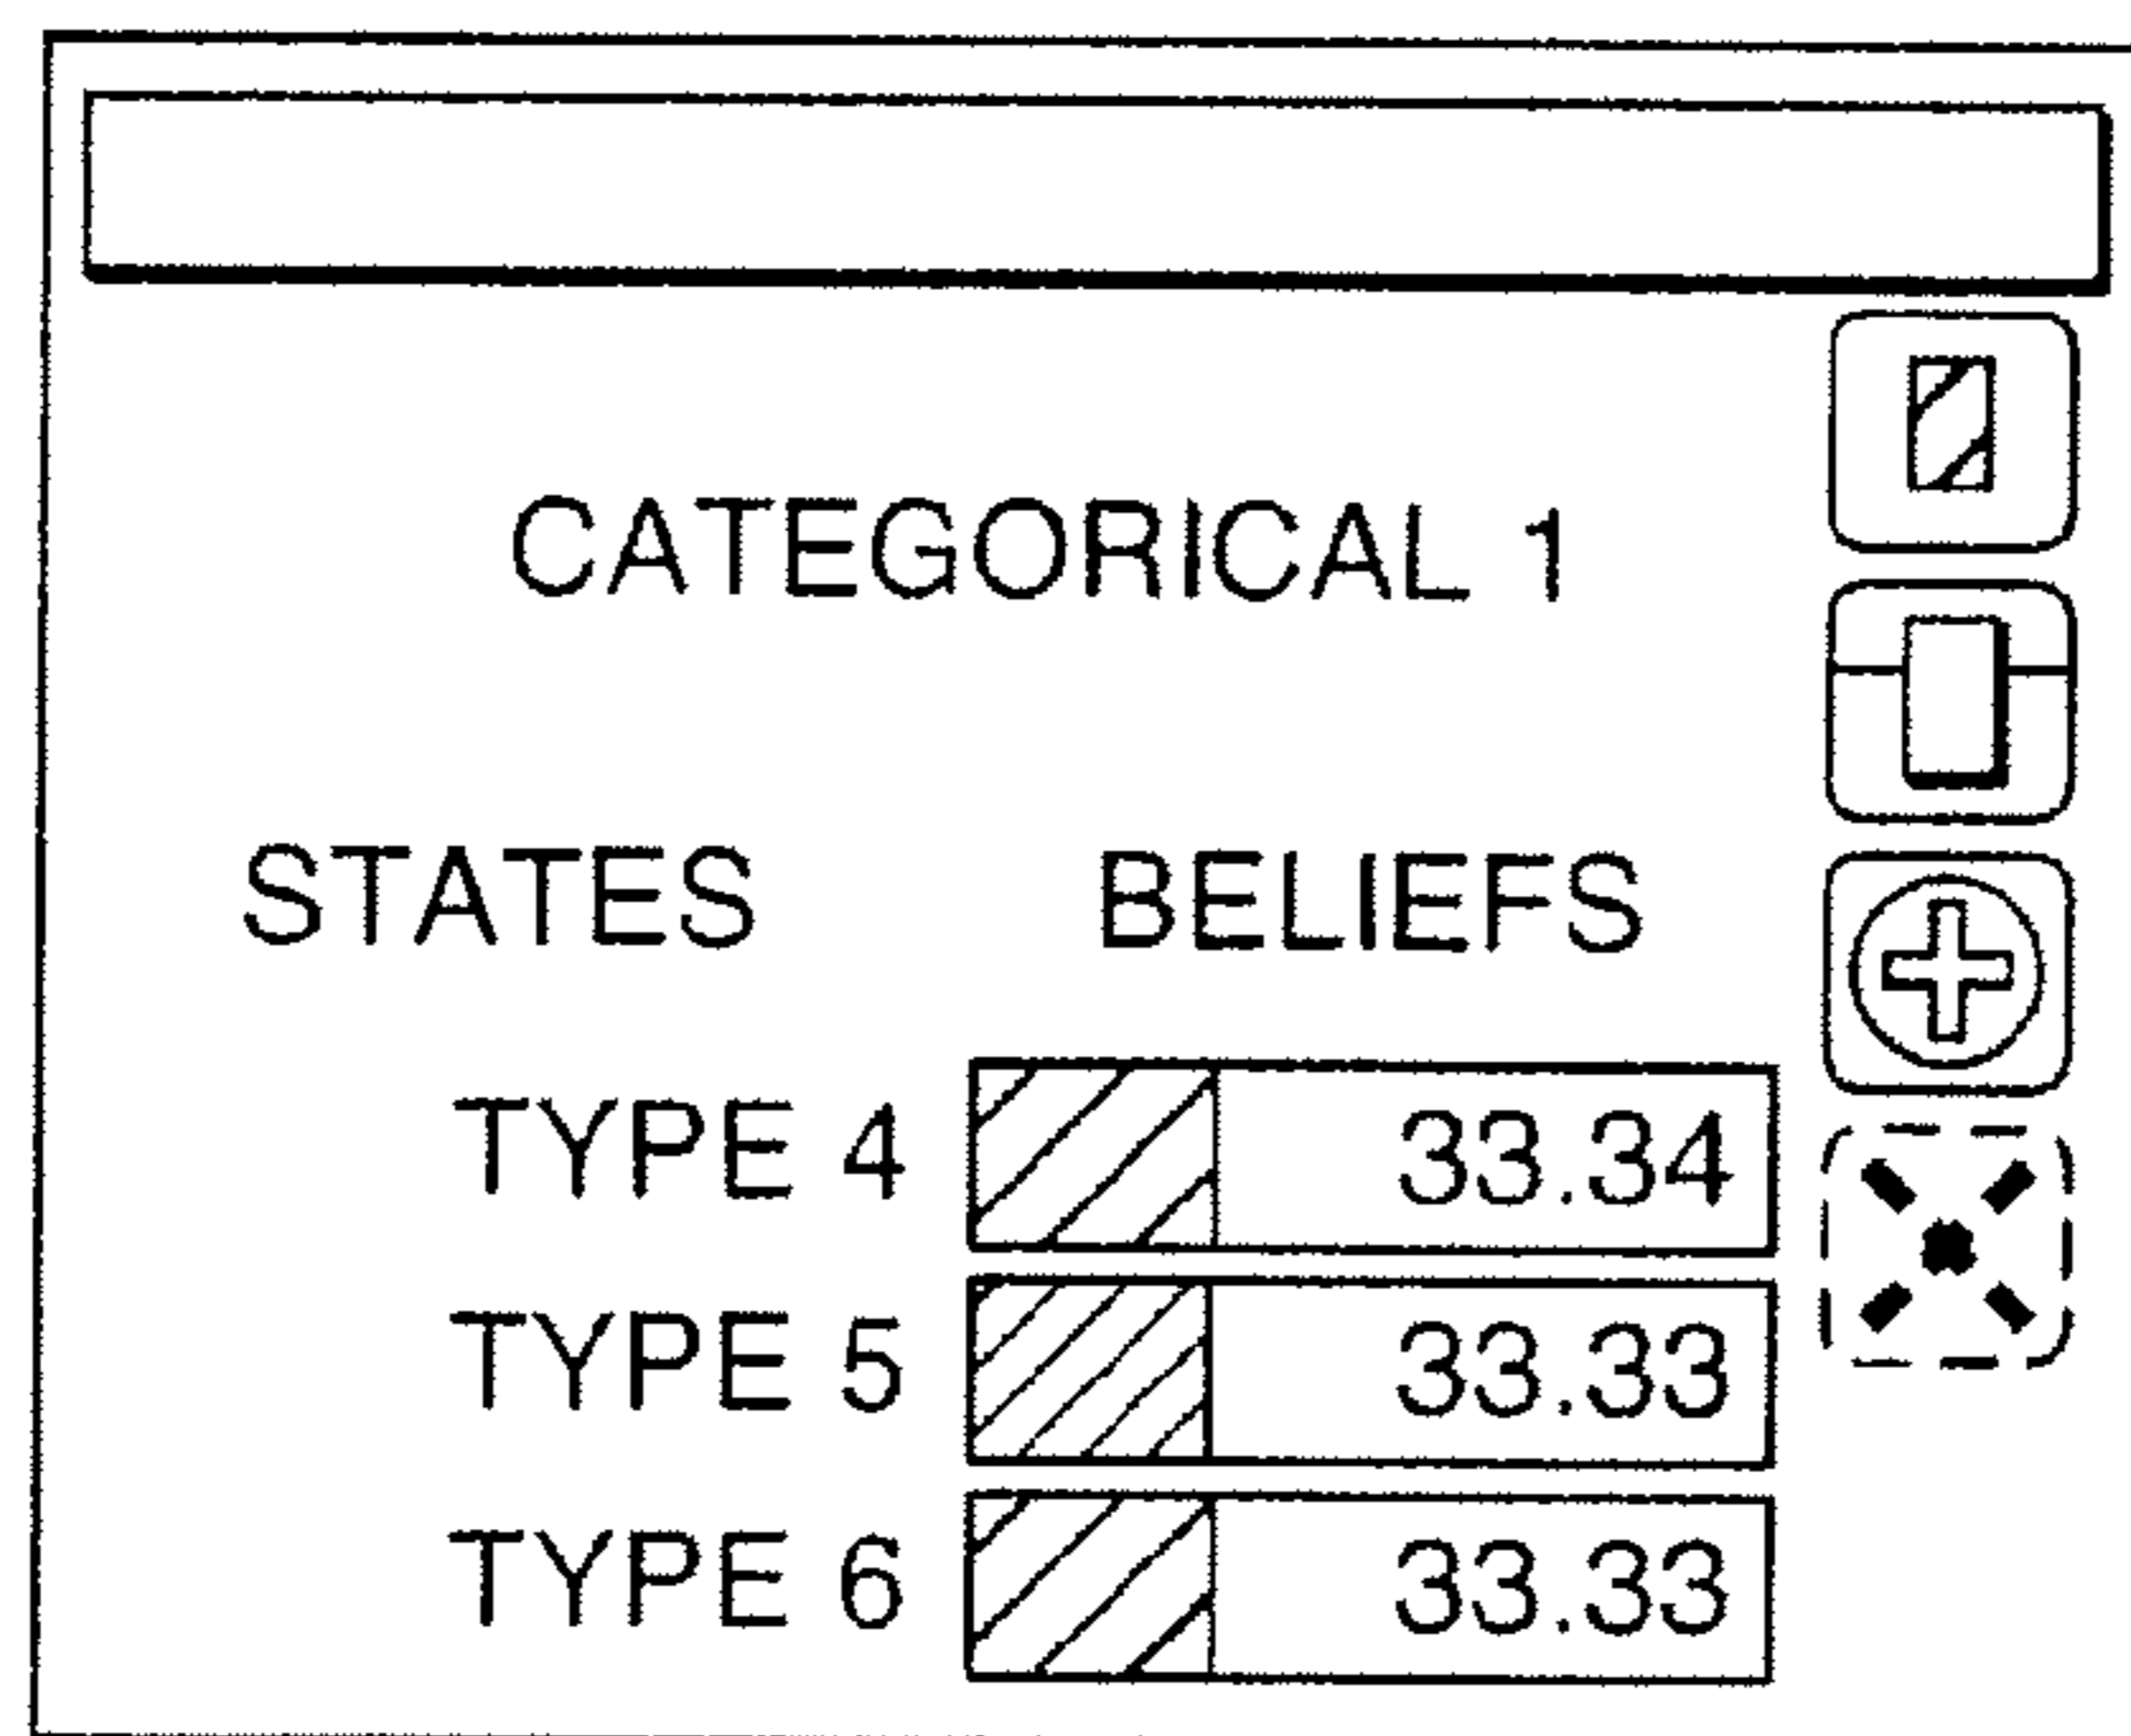 CATEGORICAL 1
STATES BELIEFS
TYPE 4 33.34
TYPE 5 33.33
TYPE 6 33.33